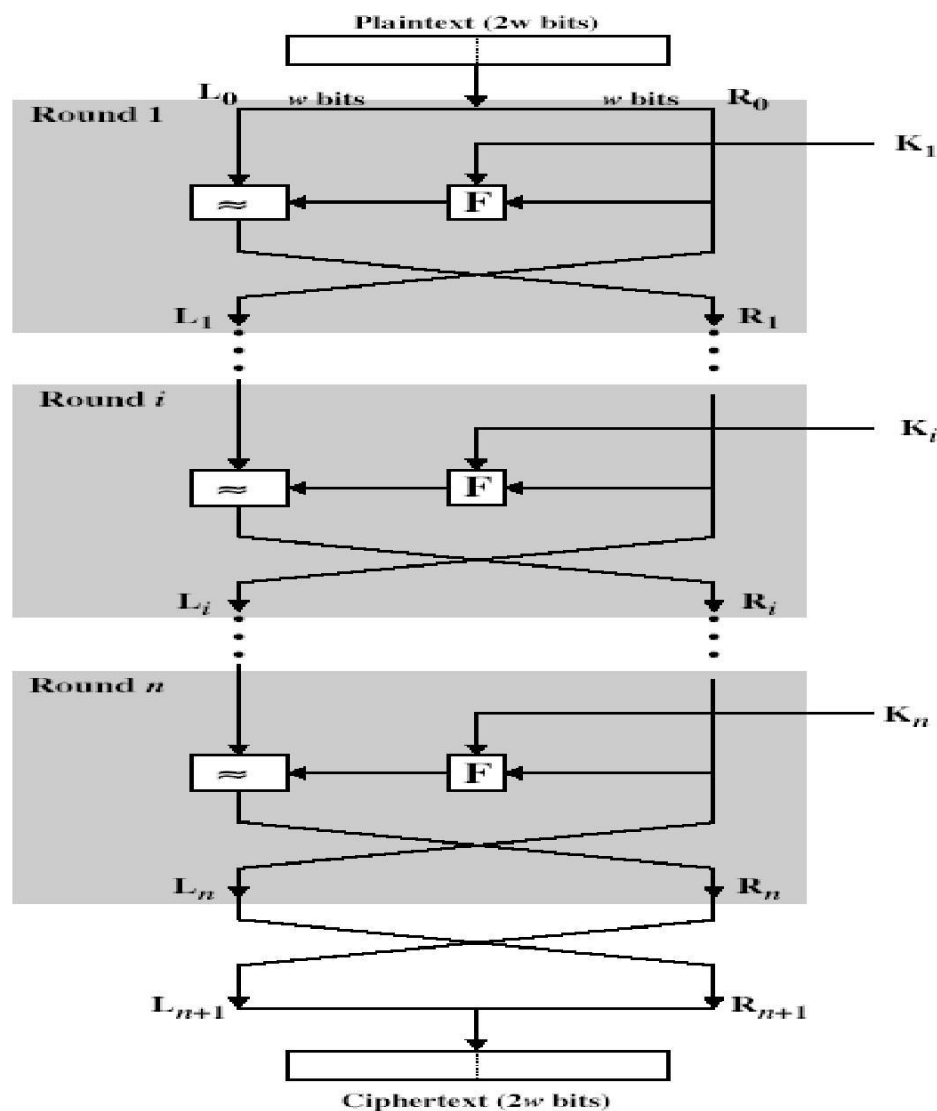 Plaintext (2w bits)
L0 w bits w bits R0
Round 1
K1
≈ F
L1 R1
Round i
Ki
≈ F
Li Ri
Round n
Kn
≈ F
Ln Rn
Ln+1 Rn+1
Ciphertext (2w bits)